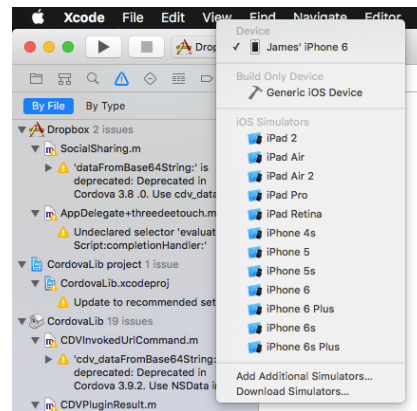 Xcode File Edit View Find Navigate Editor
Drop
Device
✓ James' iPhone 6
Build Only Device
Generic iOS Device
iOS Simulators
iPad 2
iPad Air
iPad Air 2
iPad Pro
iPad Retina
iPhone 4s
iPhone 5
iPhone 5s
iPhone 6
iPhone 6 Plus
iPhone 6s
iPhone 6s Plus
Add Additional Simulators...
Download Simulators...
By File By Type
Dropbox 2 issues
SocialSharing.m
'dataFromBase64String:' is
deprecated: Deprecated in
Cordova 3.8 .0. Use cdv_data
AppDelegate+threedeetouch.m
Undeclared selector 'evaluat
Script:completionHandler:'
CordovaLib project 1 issue
CordovaLib.xcodeproj
Update to recommended set
CordovaLib 19 issues
CDVInvokedUrlCommand.m
'cdv_dataFromBase64String:
deprecated: Deprecated in
Cordova 3.9.2. Use NSData i
CDVPluginResult.m